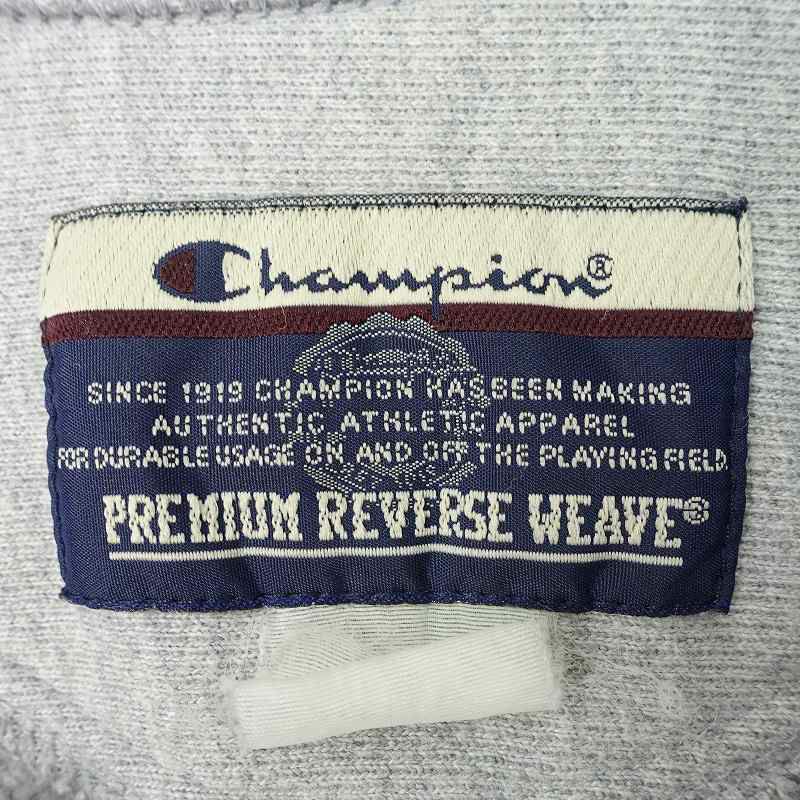 Champion®
SINCE 1919 CHAMPION HAS BEEN MAKING
AUTHENTIC ATHLETIC APPAREL
FOR DURABLE USAGE ON AND OFF THE PLAYING FIELD.
PREMIUM REVERSE WEAVE®